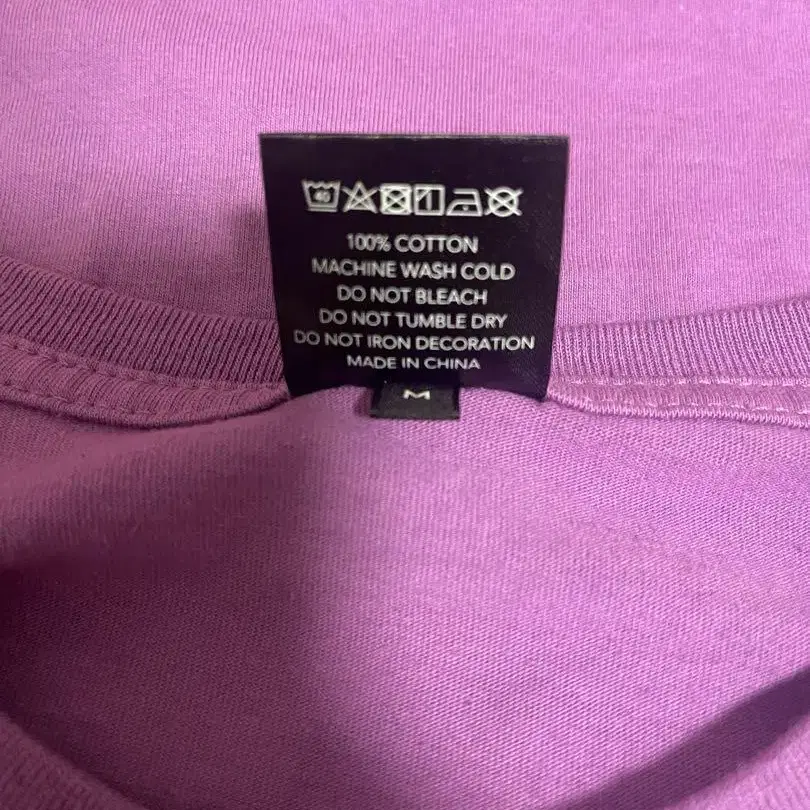 40
100% COTTON
MACHINE WASH COLD
DO NOT BLEACH
DO NOT TUMBLE DRY
DO NOT IRON DECORATION
MADE IN CHINA
M